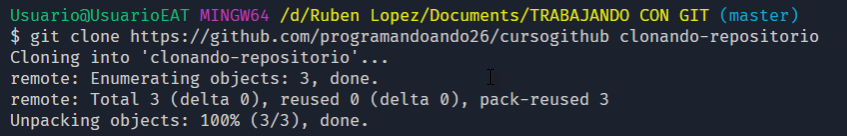 Usuario@UsuarioEAT MINGW64 /d/Ruben Lopez/Documents/TRABAJANDO CON GIT (master)
$ git clone https://github.com/programandoando26/cursogithub clonando-repositorio
Cloning into 'clonando-repositorio'...
remote: Enumerating objects: 3, done.
remote: Total 3 (delta 0), reused 0 (delta 0), pack-reused 3
Unpacking objects: 100% (3/3), done.